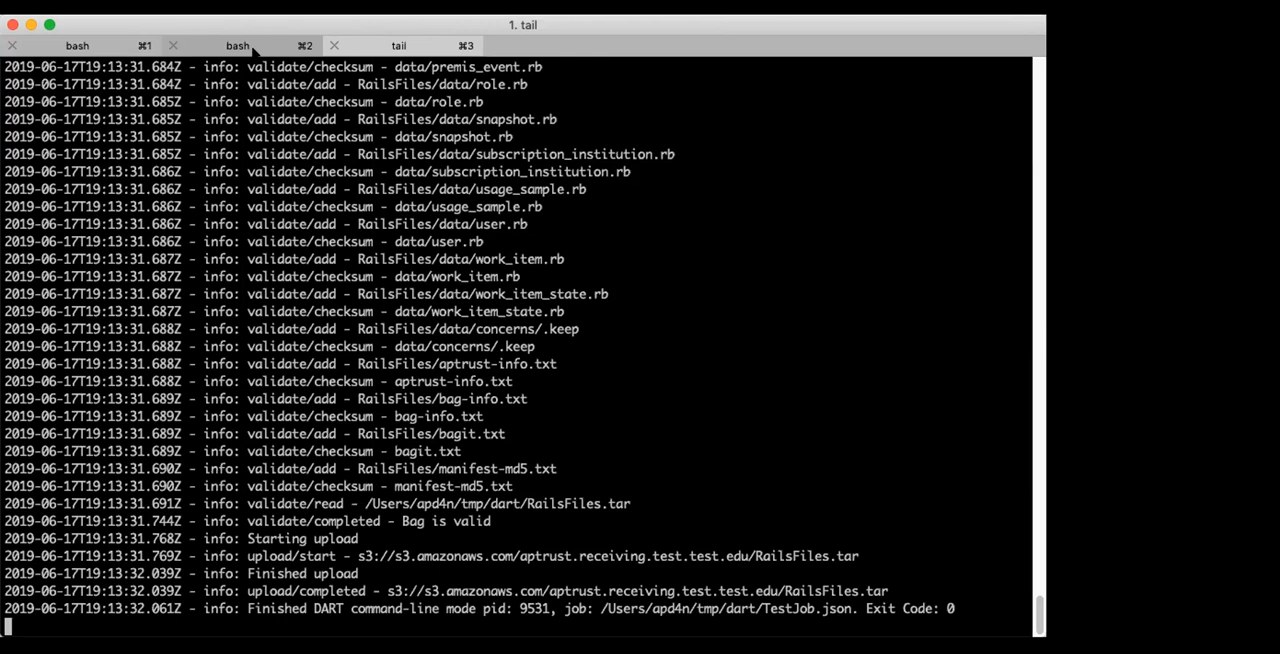 1. tail
bash ⌘1 bash ⌘2 tail ⌘3
2019-06-17T19:13:31.684Z - info: validate/checksum - data/premis_event.rb
2019-06-17T19:13:31.684Z - info: validate/add - RailsFiles/data/role.rb
2019-06-17T19:13:31.685Z - info: validate/checksum - data/role.rb
2019-06-17T19:13:31.685Z - info: validate/add - RailsFiles/data/snapshot.rb
2019-06-17T19:13:31.685Z - info: validate/checksum - data/snapshot.rb
2019-06-17T19:13:31.685Z - info: validate/add - RailsFiles/data/subscription_institution.rb
2019-06-17T19:13:31.686Z - info: validate/checksum - data/subscription_institution.rb
2019-06-17T19:13:31.686Z - info: validate/add - RailsFiles/data/usage_sample.rb
2019-06-17T19:13:31.686Z - info: validate/checksum - data/usage_sample.rb
2019-06-17T19:13:31.686Z - info: validate/add - RailsFiles/data/user.rb
2019-06-17T19:13:31.686Z - info: validate/checksum - data/user.rb
2019-06-17T19:13:31.687Z - info: validate/add - RailsFiles/data/work_item.rb
2019-06-17T19:13:31.687Z - info: validate/checksum - data/work_item.rb
2019-06-17T19:13:31.687Z - info: validate/add - RailsFiles/data/work_item_state.rb
2019-06-17T19:13:31.687Z - info: validate/checksum - data/work_item_state.rb
2019-06-17T19:13:31.688Z - info: validate/add - RailsFiles/data/concerns/.keep
2019-06-17T19:13:31.688Z - info: validate/checksum - data/concerns/.keep
2019-06-17T19:13:31.688Z - info: validate/add - RailsFiles/aptrust-info.txt
2019-06-17T19:13:31.688Z - info: validate/checksum - aptrust-info.txt
2019-06-17T19:13:31.689Z - info: validate/add - RailsFiles/bag-info.txt
2019-06-17T19:13:31.689Z - info: validate/checksum - bag-info.txt
2019-06-17T19:13:31.689Z - info: validate/add - RailsFiles/bagit.txt
2019-06-17T19:13:31.689Z - info: validate/checksum - bagit.txt
2019-06-17T19:13:31.690Z - info: validate/add - RailsFiles/manifest-md5.txt
2019-06-17T19:13:31.690Z - info: validate/checksum - manifest-md5.txt
2019-06-17T19:13:31.691Z - info: validate/read - /Users/apd4n/tmp/dart/RailsFiles.tar
2019-06-17T19:13:31.744Z - info: validate/completed - Bag is valid
2019-06-17T19:13:31.768Z - info: Starting upload
2019-06-17T19:13:31.769Z - info: upload/start - s3://s3.amazonaws.com/aptrust.receiving.test.test.edu/RailsFiles.tar
2019-06-17T19:13:32.039Z - info: Finished upload
2019-06-17T19:13:32.039Z - info: upload/completed - s3://s3.amazonaws.com/aptrust.receiving.test.test.edu/RailsFiles.tar
2019-06-17T19:13:32.061Z - info: Finished DART command-line mode pid: 9531, job: /Users/apd4n/tmp/dart/TestJob.json. Exit Code: 0